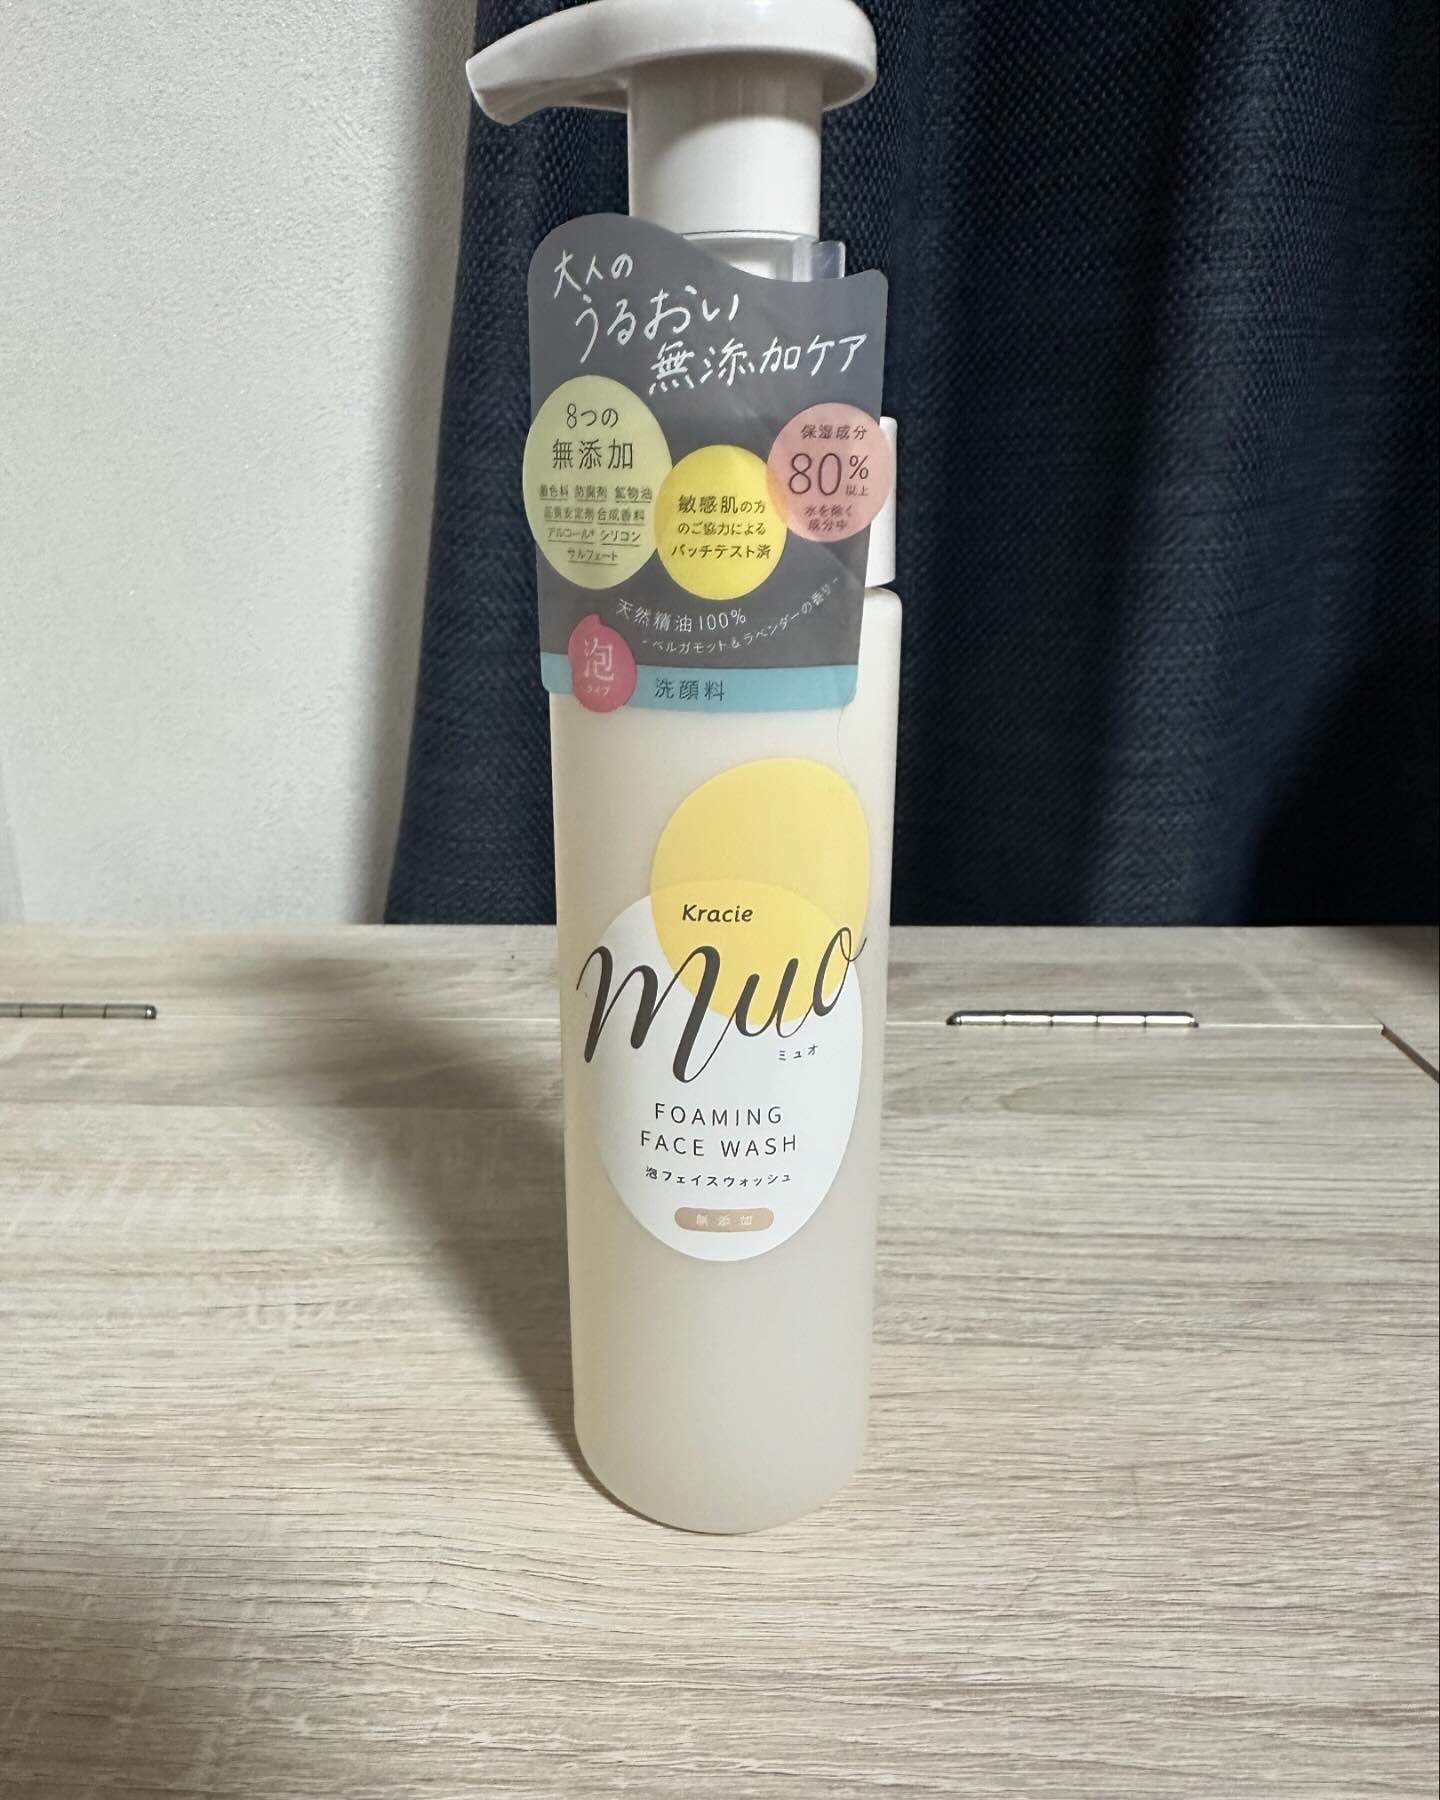 大人の
うるおい
無添加ケア
8つの
無添加
着色料 防腐剤 鉱物油
品質安定剤 合成香料
アルコール* シリコン
サルフェート
敏感肌の方
のご協力による
パッチテスト済
保湿成分
80%
以上
水を除く
成分中
天然精油100%
-ベルガモット&ラベンダーの香り-
泡
タイプ
洗顔料
Kracie
muo
ミュオ
FOAMING
FACE WASH
泡フェイスウォッシュ
無添加